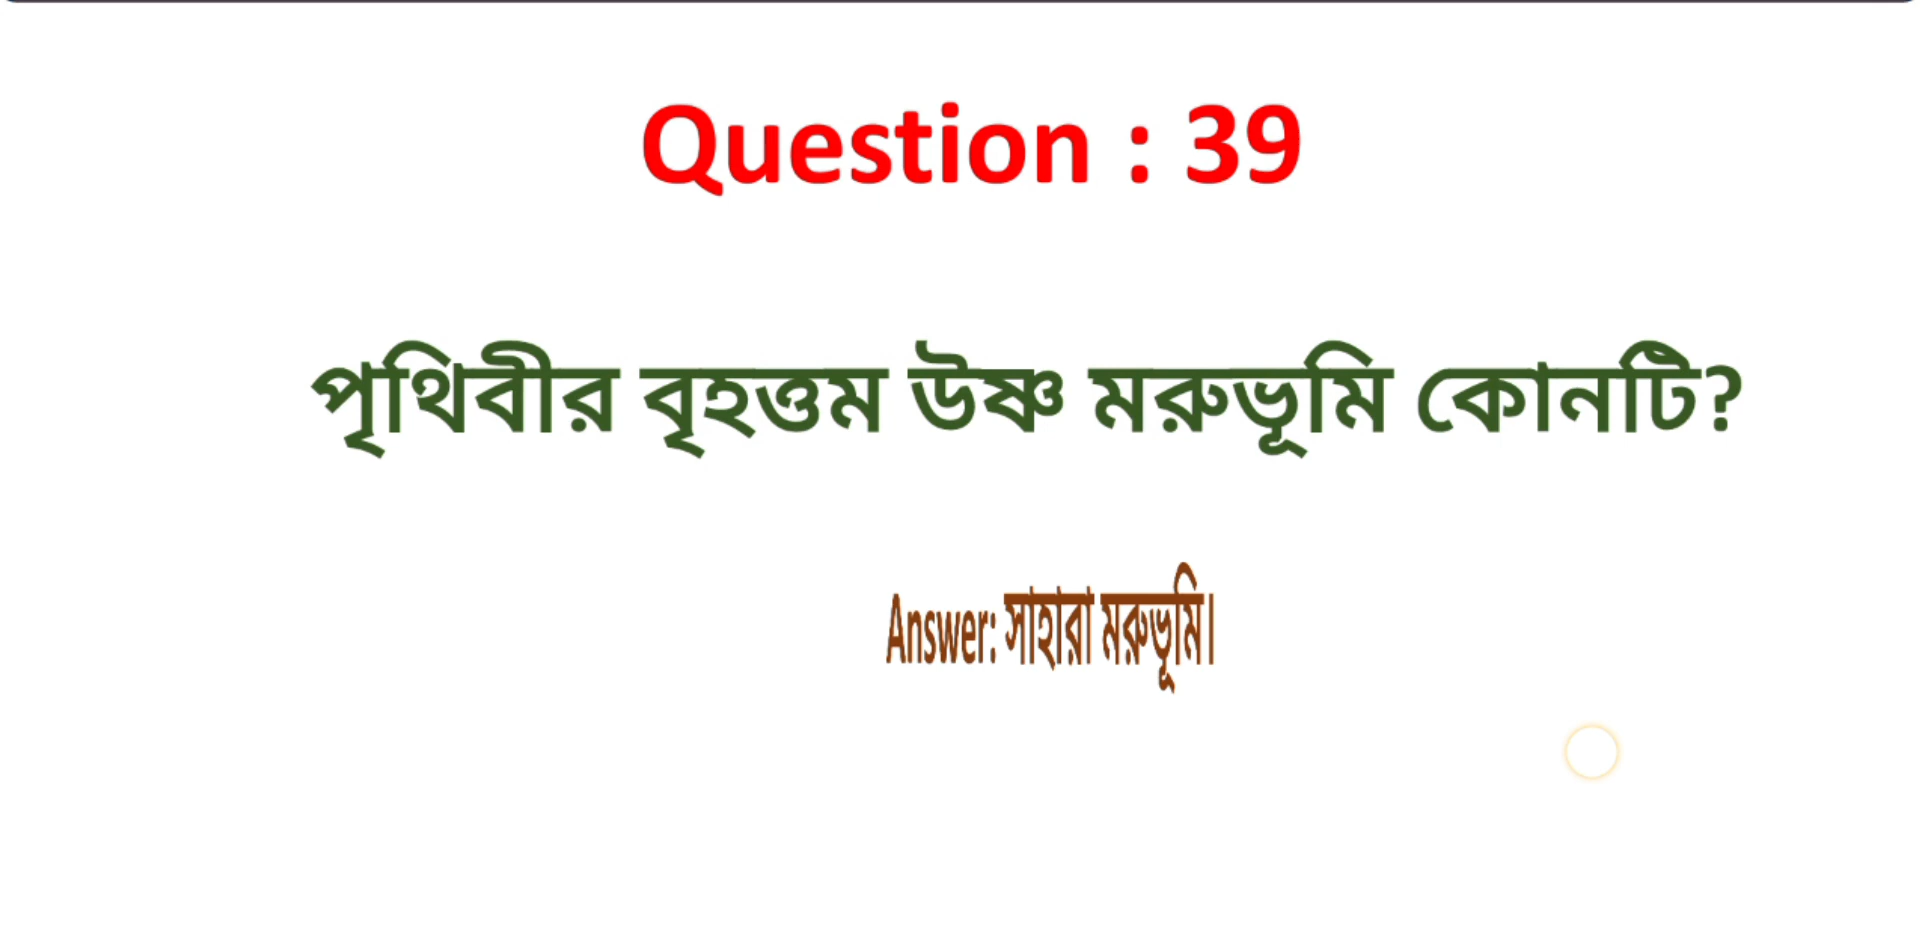 Question : 39
পৃথিবীর বৃহত্তম উষ্ণ মরুভূমি কোনটি?
Answer: সাহারা মরুভূমি।